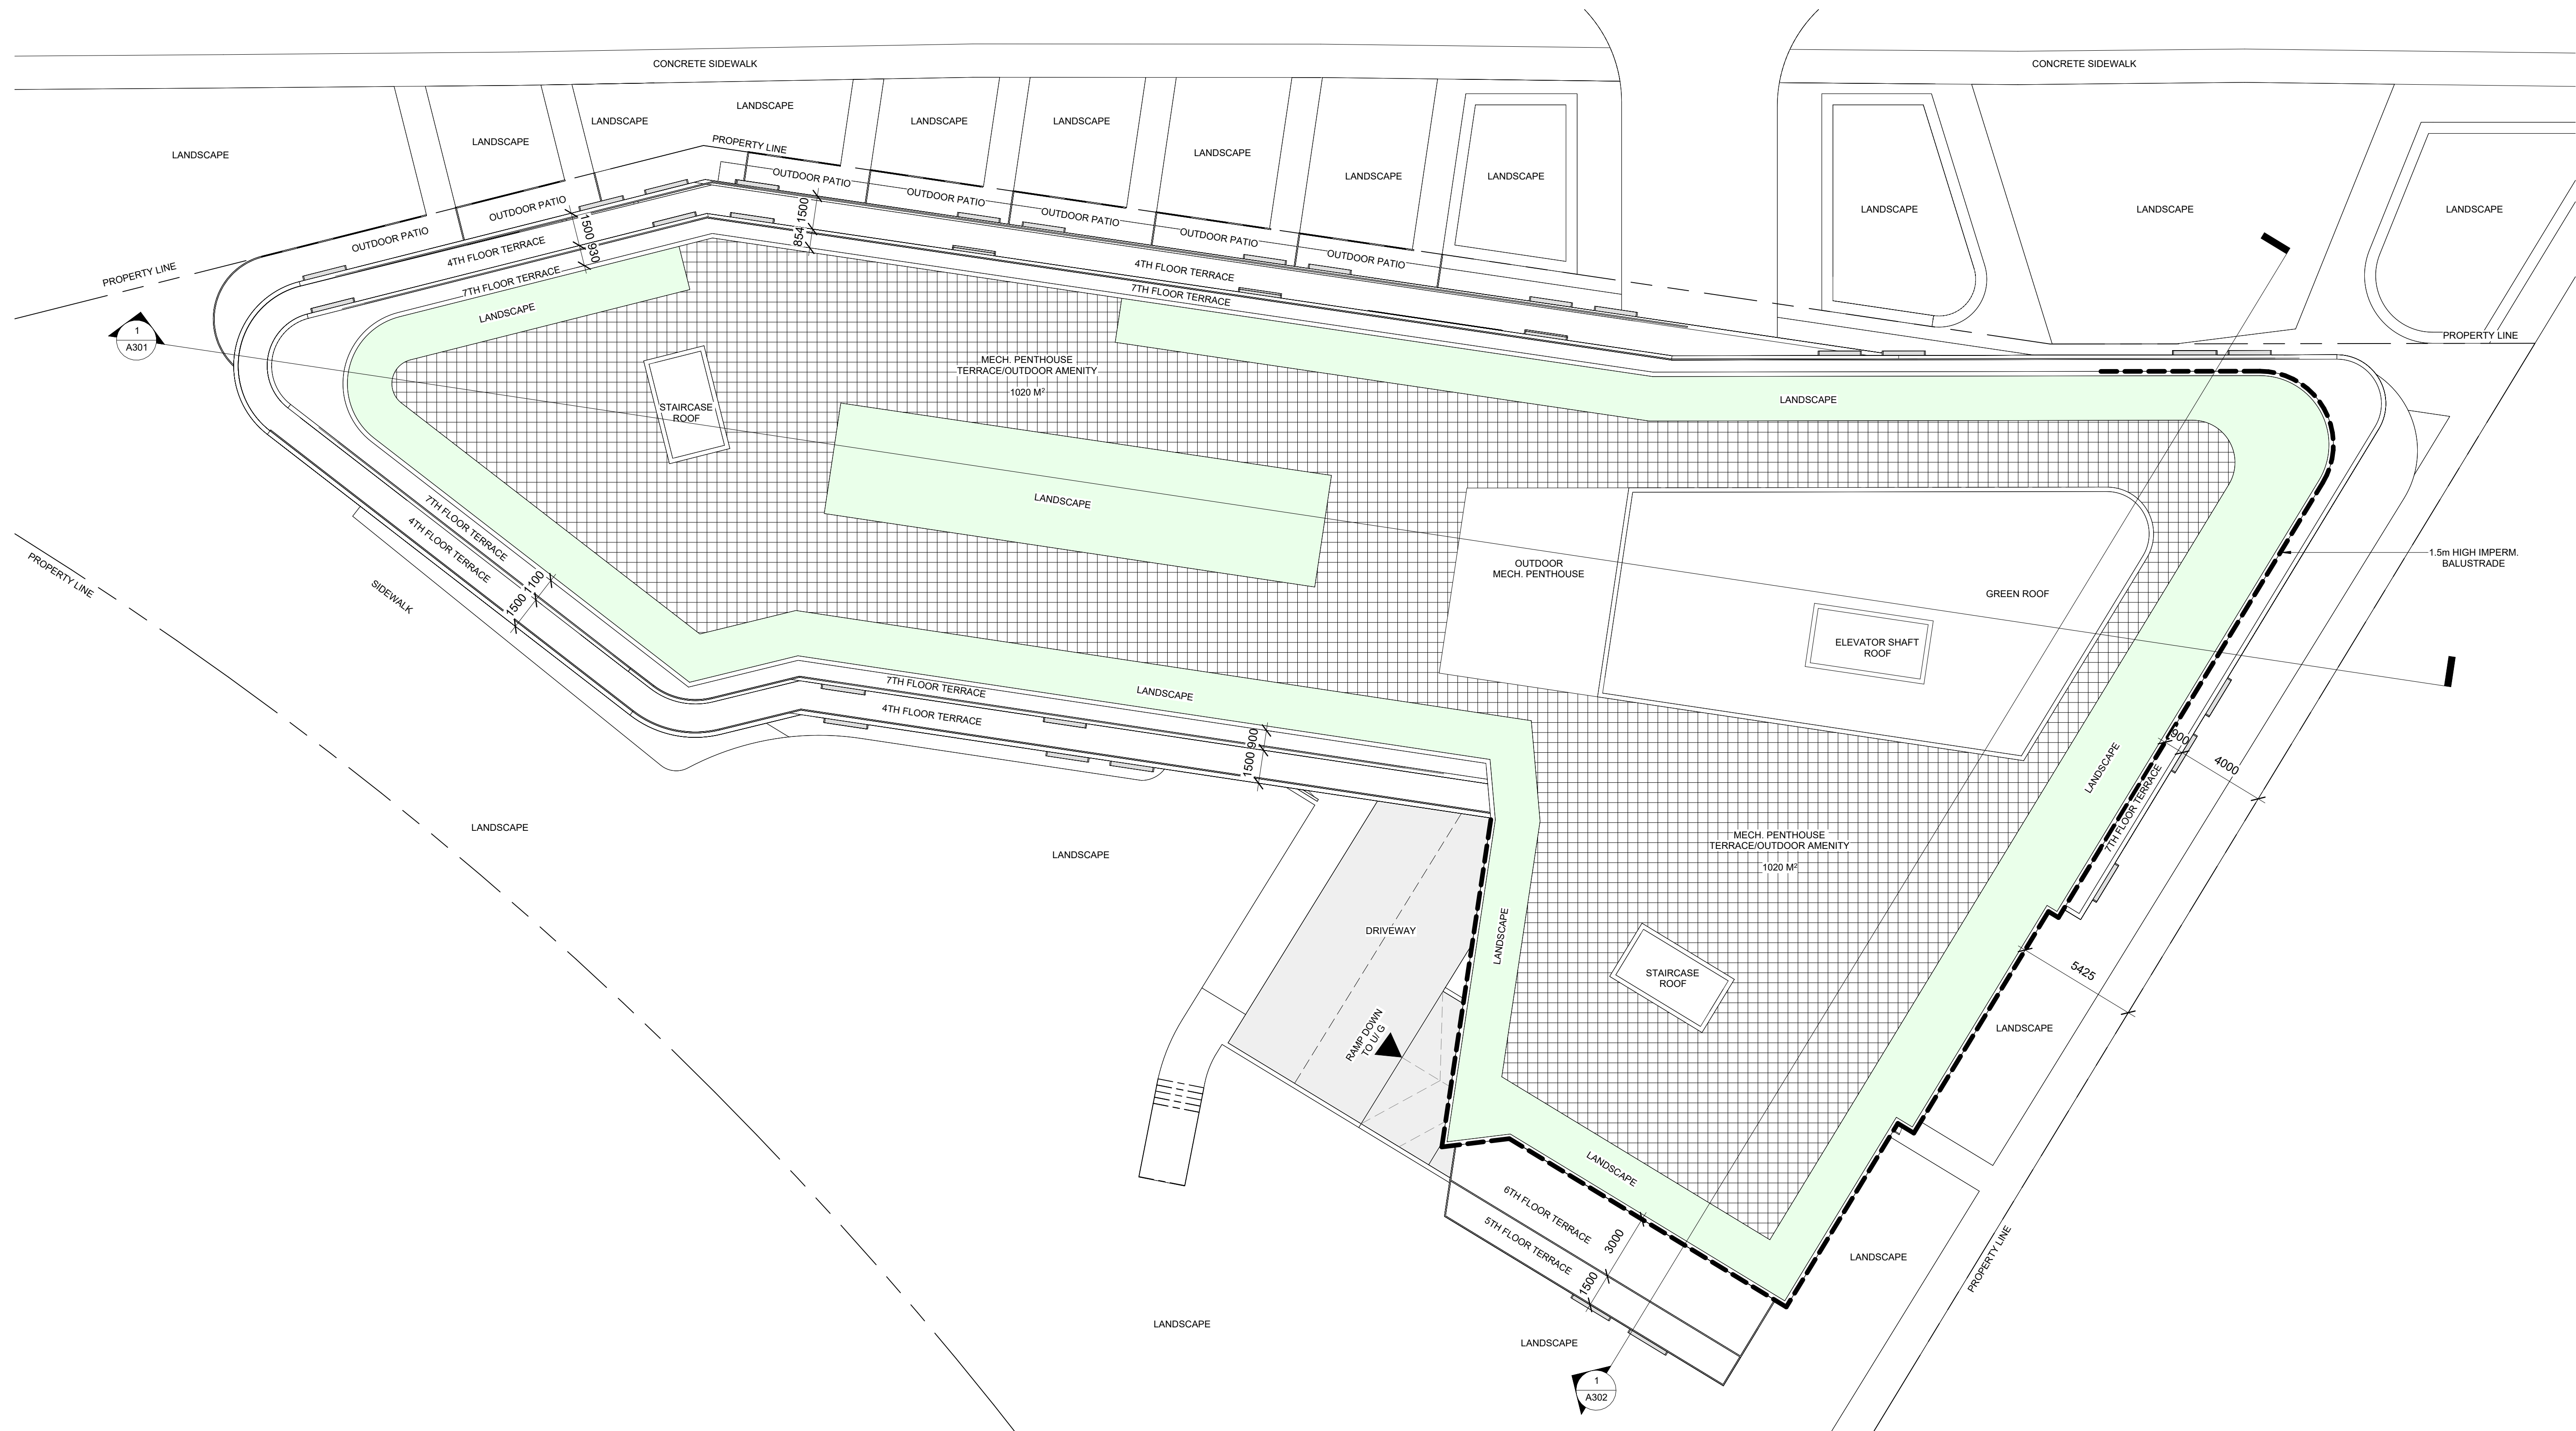 CONCRETE SIDEWALK
CONCRETE SIDEWALK
LANDSCAPE
LANDSCAPE
LANDSCAPE
LANDSCAPE
LANDSCAPE
LANDSCAPE
LANDSCAPE
LANDSCAPE
LANDSCAPE
LANDSCAPE
LANDSCAPE
LANDSCAPE
PROPERTY LINE
OUTDOOR PATIO
OUTDOOR PATIO
OUTDOOR PATIO
OUTDOOR PATIO
OUTDOOR PATIO
OUTDOOR PATIO
OUTDOOR PATIO
PROPERTY LINE
PROPERTY LINE
1500
930
1500
854
4TH FLOOR TERRACE
7TH FLOOR TERRACE
4TH FLOOR TERRACE
7TH FLOOR TERRACE
LANDSCAPE
1
A301
MECH. PENTHOUSE
TERRACE/OUTDOOR AMENITY
1020 M²
STAIRCASE
ROOF
LANDSCAPE
LANDSCAPE
7TH FLOOR TERRACE
4TH FLOOR TERRACE
1100
1500
SIDEWALK
PROPERTY LINE
OUTDOOR
MECH. PENTHOUSE
GREEN ROOF
ELEVATOR SHAFT
ROOF
1.5m HIGH IMPERM.
BALUSTRADE
7TH FLOOR TERRACE
4TH FLOOR TERRACE
LANDSCAPE
900
1500
LANDSCAPE
900
4000
7TH FLOOR TERRACE
LANDSCAPE
LANDSCAPE
MECH. PENTHOUSE
TERRACE/OUTDOOR AMENITY
1020 M²
DRIVEWAY
LANDSCAPE
STAIRCASE
ROOF
5425
LANDSCAPE
RAMP DOWN
TO U/ G
LANDSCAPE
6TH FLOOR TERRACE
5TH FLOOR TERRACE
3000
1500
LANDSCAPE
PROPERTY LINE
LANDSCAPE
LANDSCAPE
1
A302